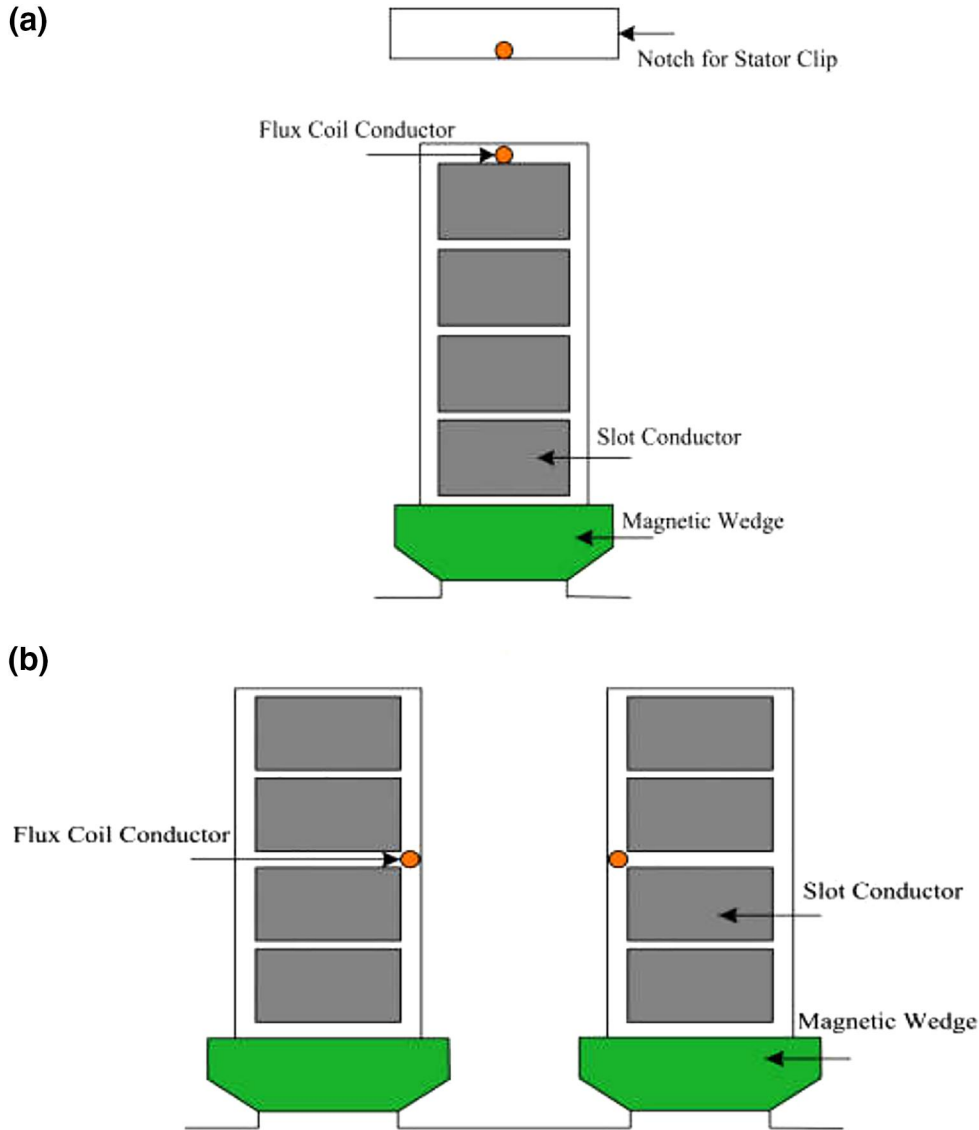 (a)
Notch for Stator Clip
Flux Coil Conductor
Slot Conductor
Magnetic Wedge
(b)
Flux Coil Conductor
Slot Conductor
Magnetic Wedge